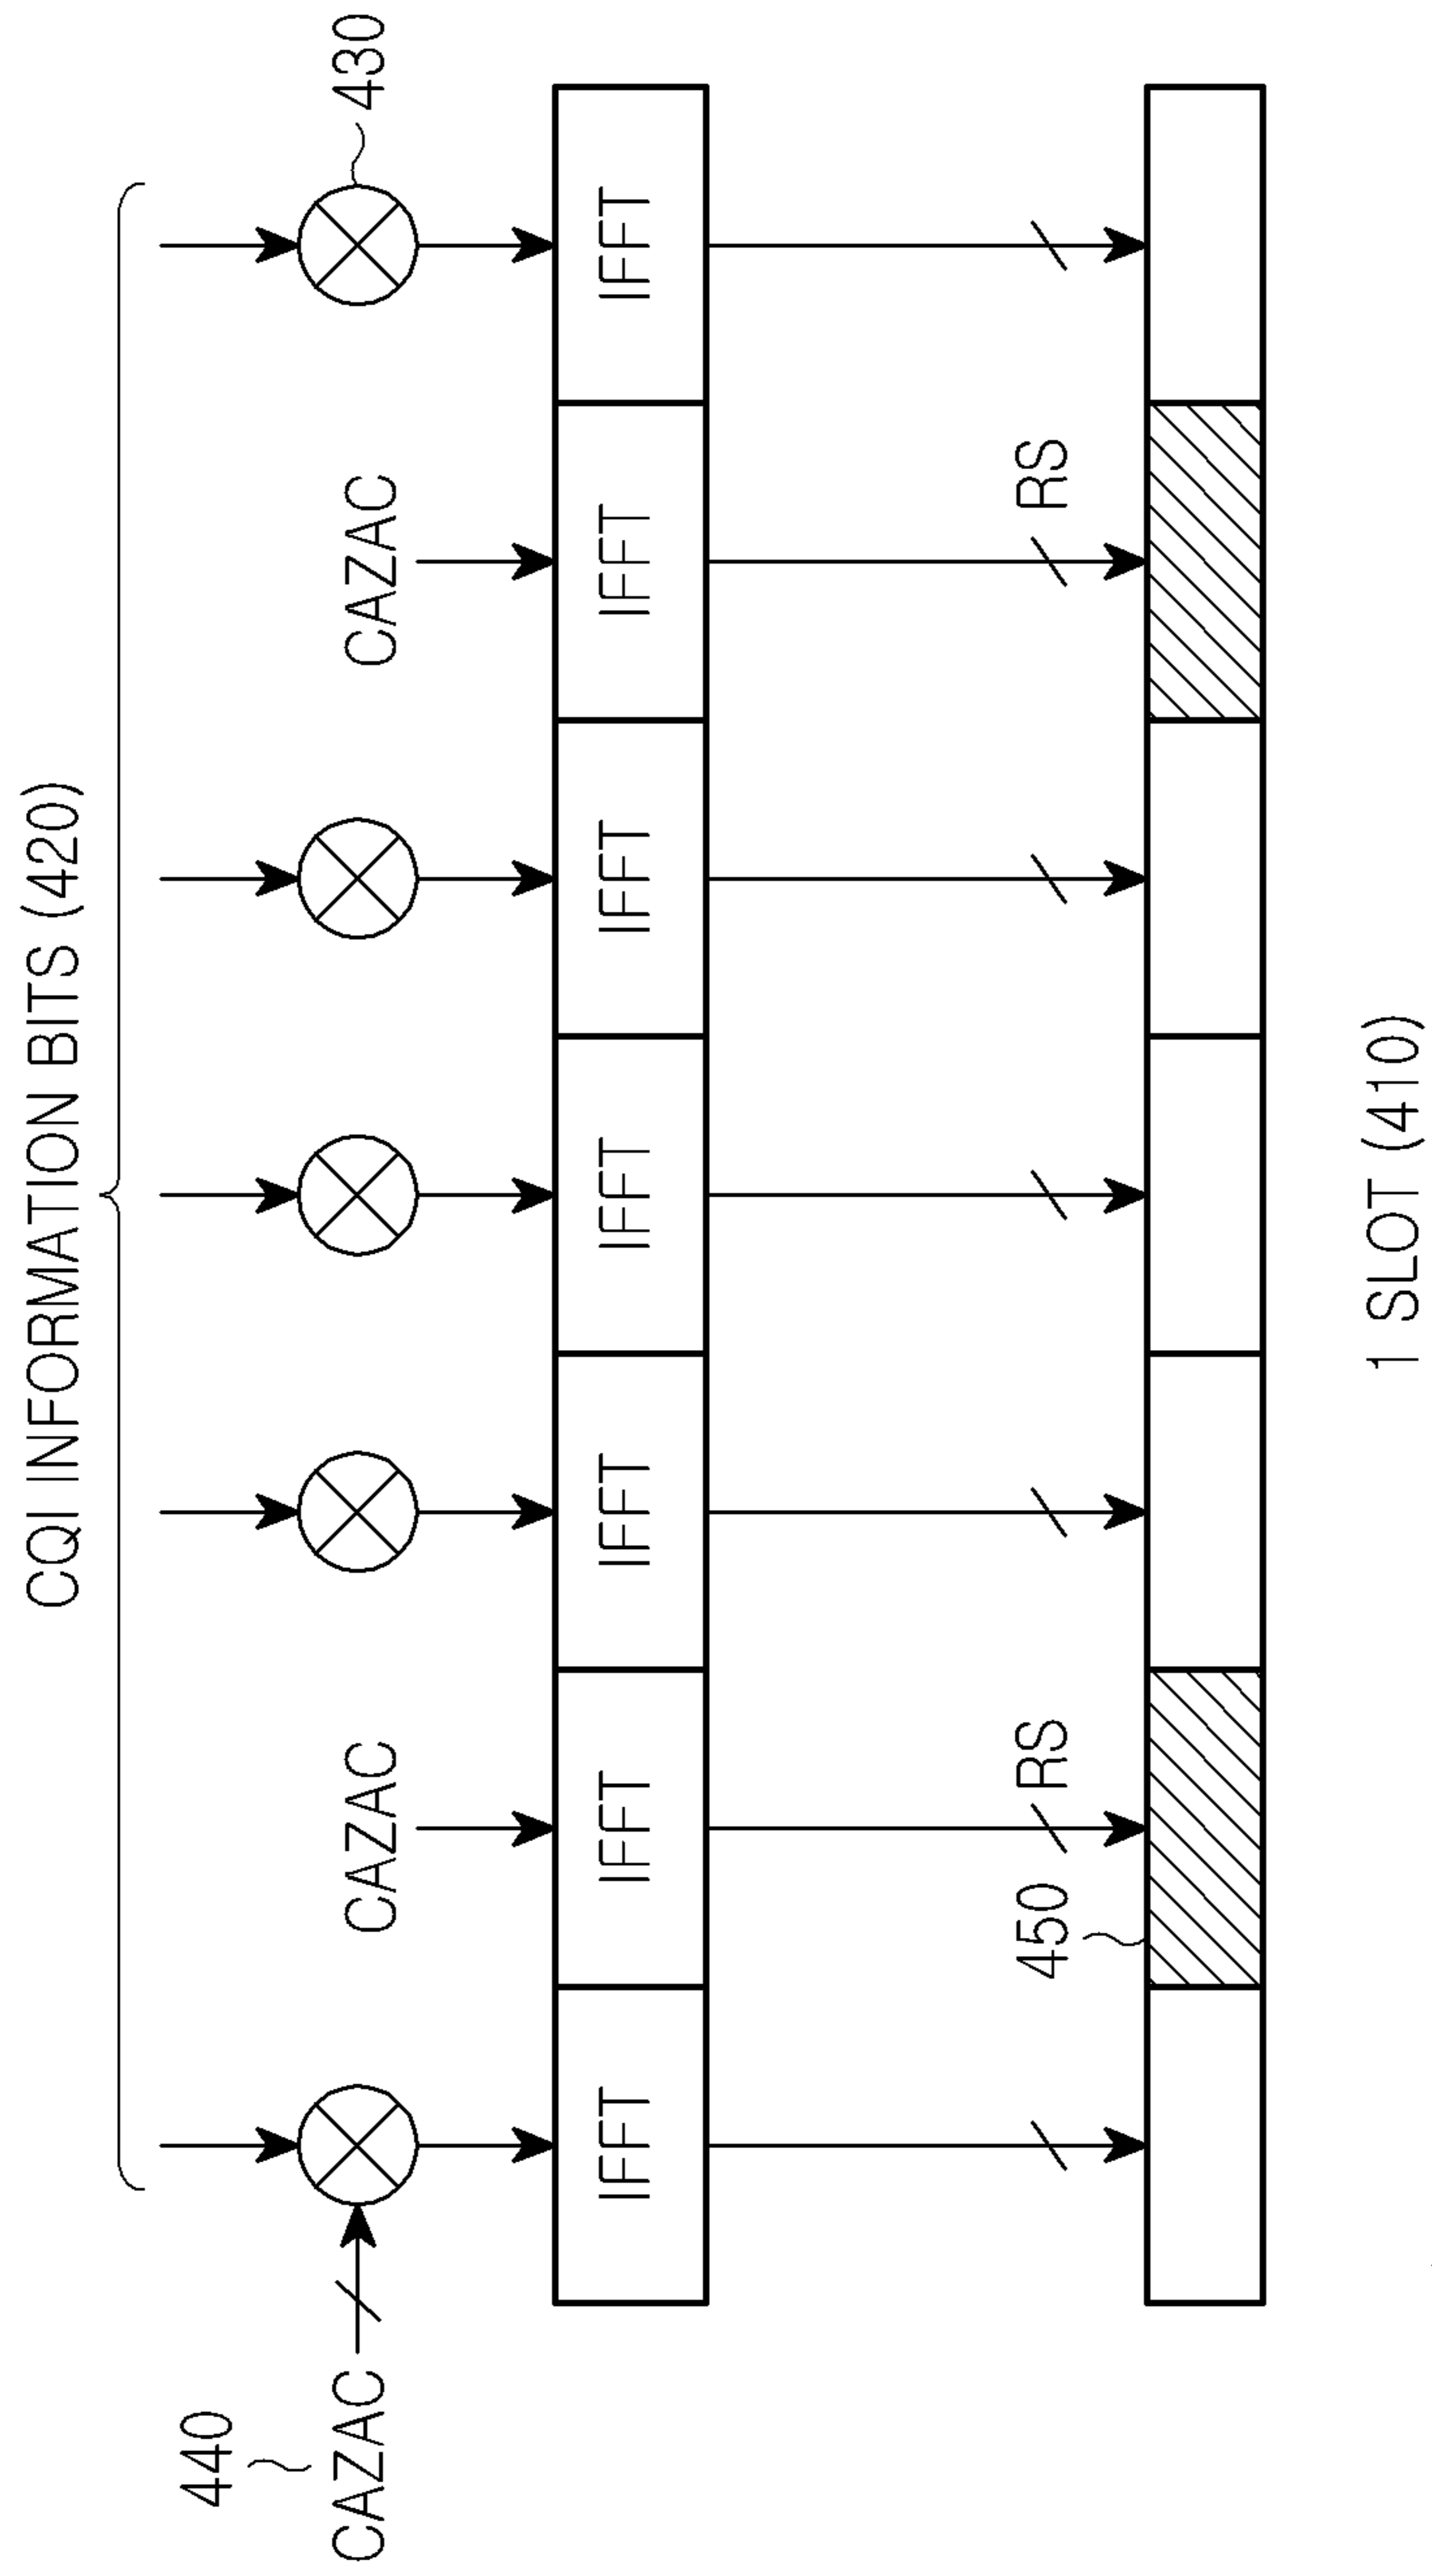 CQI INFORMATION BITS (420)
440
CAZAC
CAZAC
CAZAC
430
IFFT
IFFT
IFFT
IFFT
IFFT
IFFT
IFFT
450
RS
RS
1 SLOT (410)